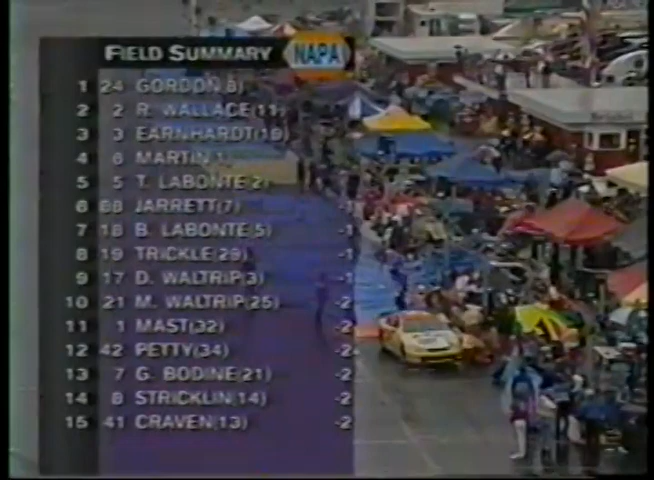 FIELD SUMMARY NAPA
1 24 GORDON(8)
2 2 R. WALLACE(11)
3 3 EARNHARDT(19)
4 6 MARTIN(1)
5 5 T. LABONTE(2)
6 88 JARRETT(7) -1
7 18 B. LABONTE(5) -1
8 19 TRICKLE(29) -1
9 17 D. WALTRIP(3) -1
10 21 M. WALTRIP(25) -2
11 1 MAST(32) -2
12 42 PETTY(34) -2
13 7 G. BODINE(21) -2
14 8 STRICKLIN(14) -2
15 41 CRAVEN(13) -2